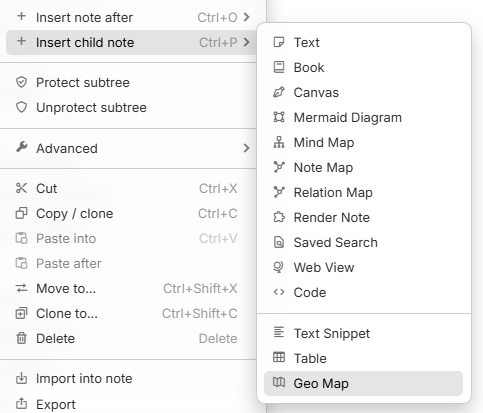 Insert note after Ctrl+O
Insert child note Ctrl+P
Protect subtree
Unprotect subtree
Advanced
Cut Ctrl+X
Copy / clone Ctrl+C
Paste into Ctrl+V
Paste after
Move to... Ctrl+Shift+X
Clone to... Ctrl+Shift+C
Delete Delete
Import into note
Export
Text
Book
Canvas
Mermaid Diagram
Mind Map
Note Map
Relation Map
Render Note
Saved Search
Web View
Code
Text Snippet
Table
Geo Map